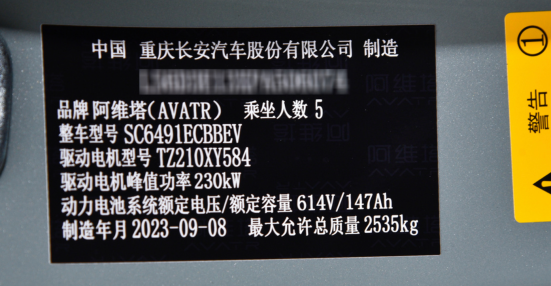 中国 重庆长安汽车股份有限公司 制造
品牌 阿维塔(AVATR) 乘坐人数 5
整车型号 SC6491ECBBEV
驱动电机型号 TZ210XY584
驱动电机峰值功率 230kW
动力电池系统额定电压/额定容量 614V/147Ah
制造年月 2023-09-08 最大允许总质量 2535kg
①
警告